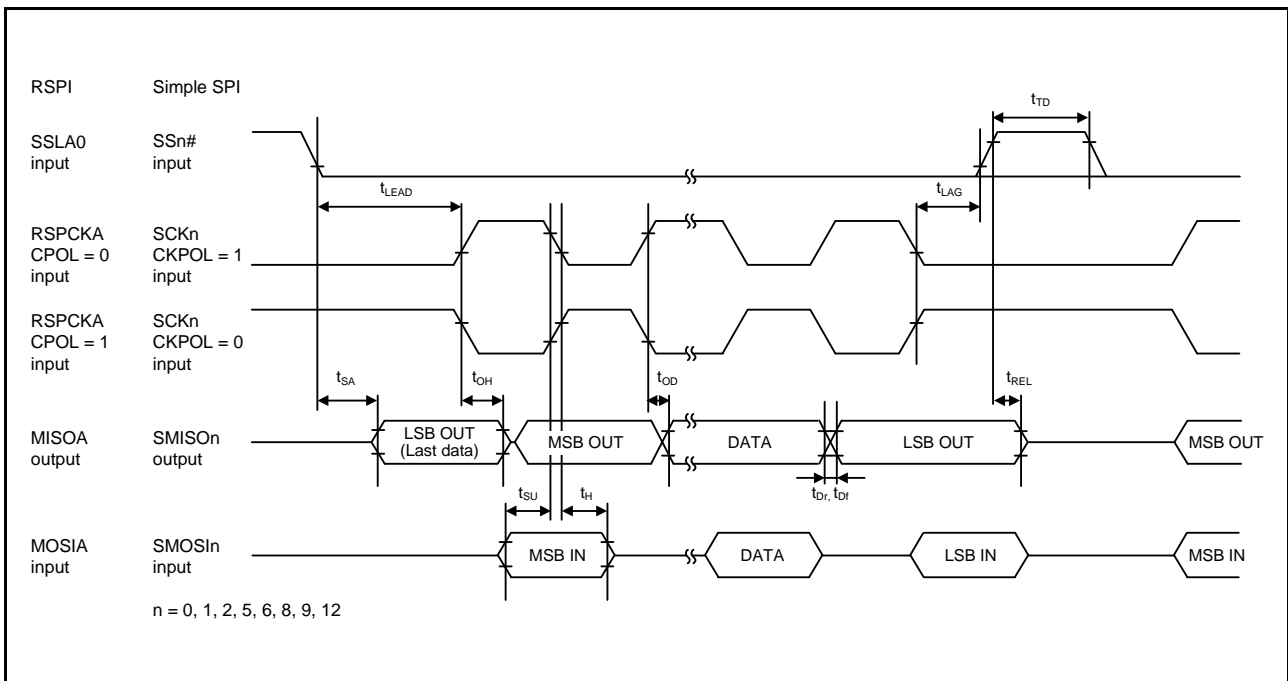 RSPI Simple SPI
tTD
SSLA0 SSn#
input input
tLEAD tLAG
RSPCKA SCKn
CPOL = 0 CKPOL = 1
input input
RSPCKA SCKn
CPOL = 1 CKPOL = 0
input input
tSA tOH tOD tREL
MISOA SMISOn
output output
LSB OUT
(Last data)
MSB OUT DATA LSB OUT MSB OUT
tSU tH tDr, tDf
MOSIA SMOSIn
input input
MSB IN DATA LSB IN MSB IN
n = 0, 1, 2, 5, 6, 8, 9, 12